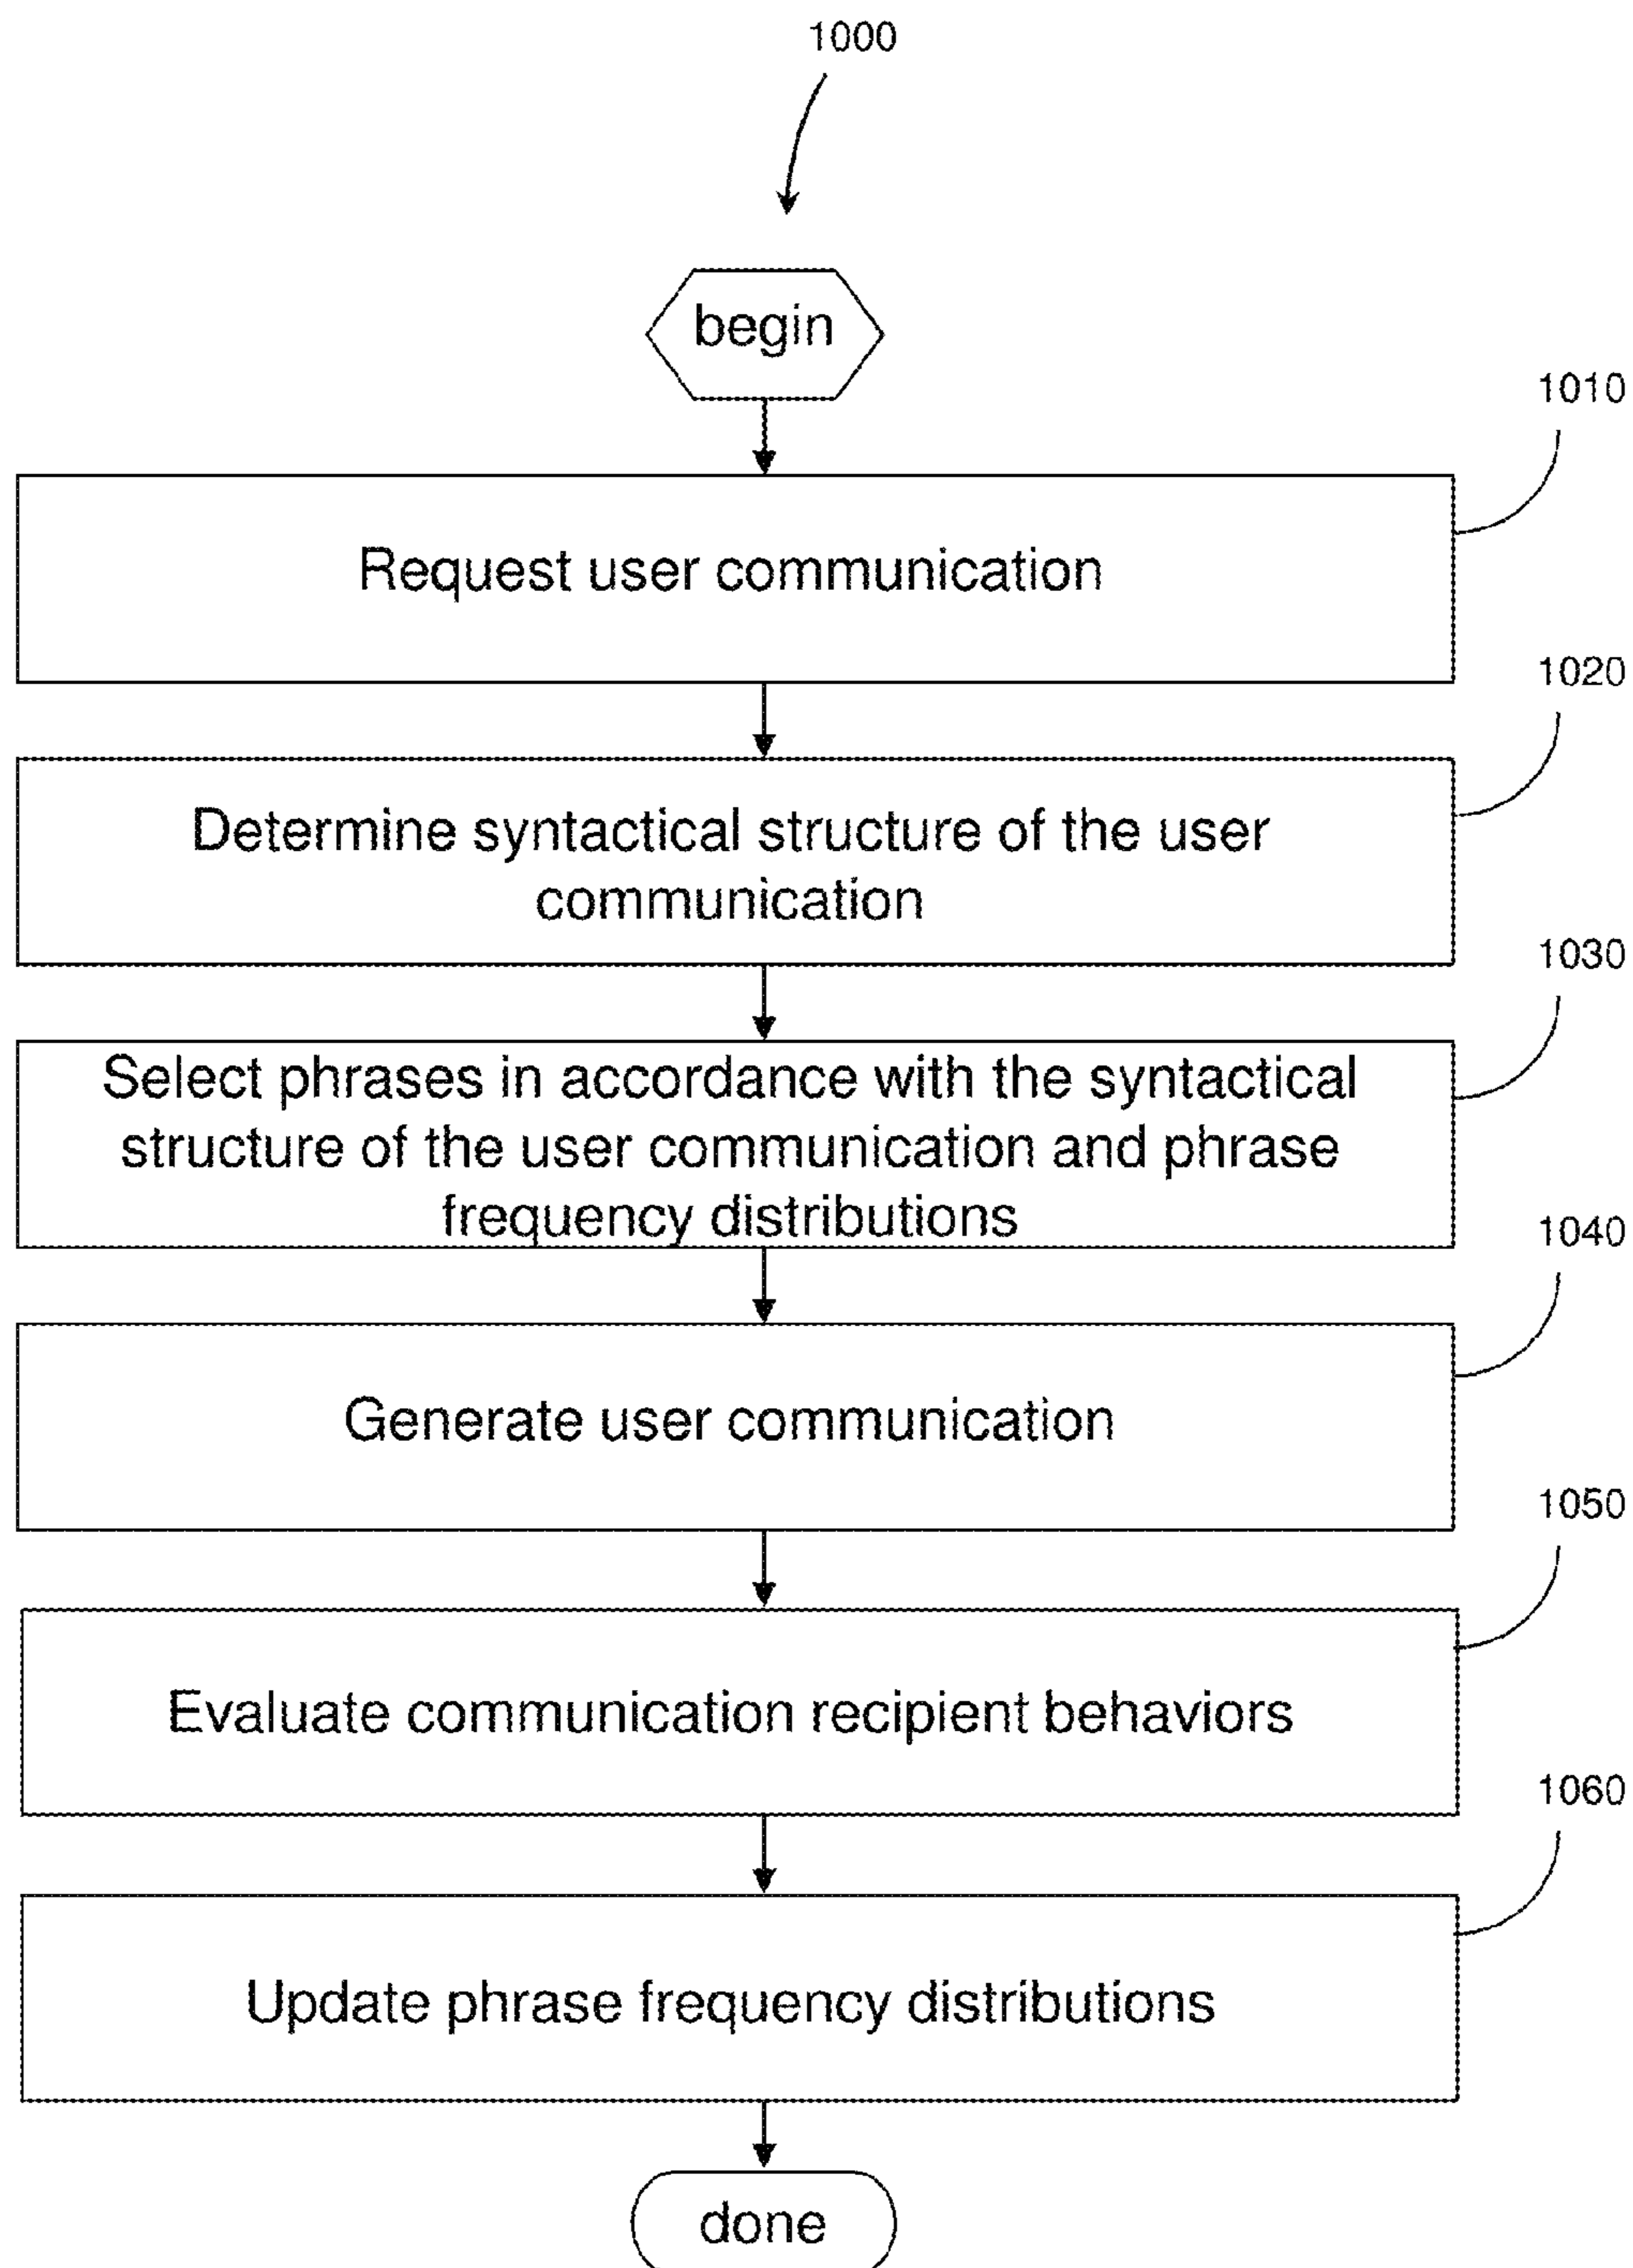 1000
begin
1010
Request user communication
1020
Determine syntactical structure of the user
communication
1030
Select phrases in accordance with the syntactical
structure of the user communication and phrase
frequency distributions
1040
Generate user communication
1050
Evaluate communication recipient behaviors
1060
Update phrase frequency distributions
done